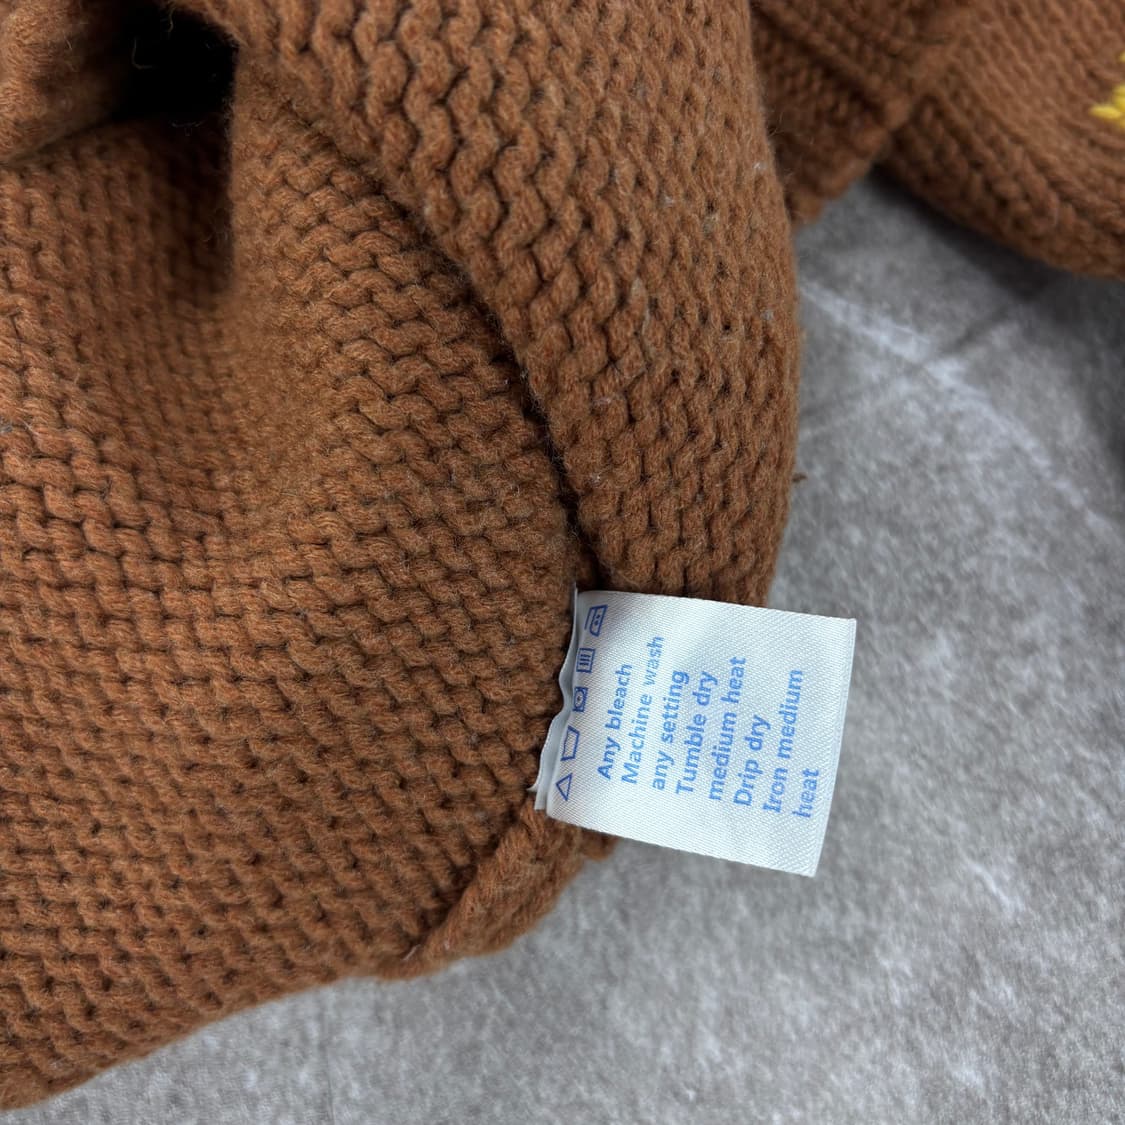 Any bleach
Machine wash
any setting
Tumble dry
medium heat
Drip dry
Iron medium
heat